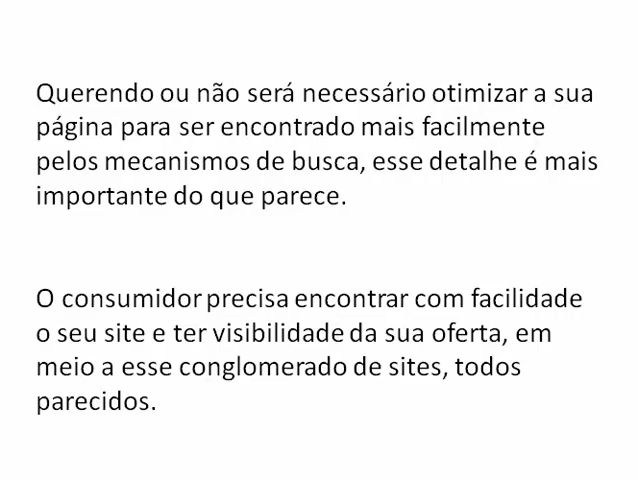 Querendo ou não será necessário otimizar a sua
página para ser encontrado mais facilmente
pelos mecanismos de busca, esse detalhe é mais
importante do que parece.
O consumidor precisa encontrar com facilidade
o seu site e ter visibilidade da sua oferta, em
meio a esse conglomerado de sites, todos
parecidos.